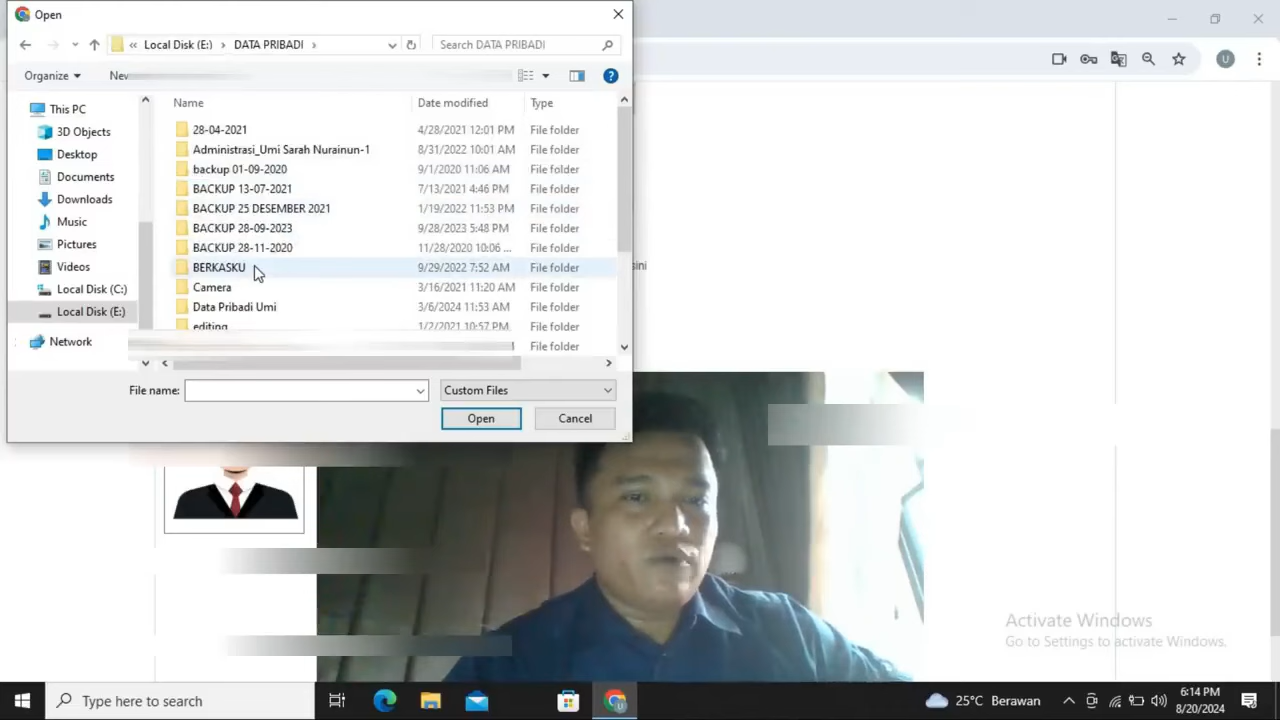 Open
Local Disk (E:) > DATA PRIBADI >
Search DATA PRIBADI
Organize
New
This PC
3D Objects
Desktop
Documents
Downloads
Music
Pictures
Videos
Local Disk (C:)
Local Disk (E:)
Network
Name Date modified Type
28-04-2021 4/28/2021 12:01 PM File folder
Administrasi_Umi Sarah Nurainun-1 8/31/2022 10:01 AM File folder
backup 01-09-2020 9/1/2020 11:06 AM File folder
BACKUP 13-07-2021 7/13/2021 4:46 PM File folder
BACKUP 25 DESEMBER 2021 1/19/2022 11:53 PM File folder
BACKUP 28-09-2023 9/28/2023 5:48 PM File folder
BACKUP 28-11-2020 11/28/2020 10:06 ... File folder
BERKASKU 9/29/2022 7:52 AM File folder
Camera 3/16/2021 11:20 AM File folder
Data Pribadi Umi 3/6/2024 11:53 AM File folder
editing 1/2/2021 10:57 PM File folder
File folder
sini
File name:
Custom Files
Open
Cancel
Activate Windows
Go to Settings to activate Windows.
Type here to search
25°C Berawan
6:14 PM
8/20/2024